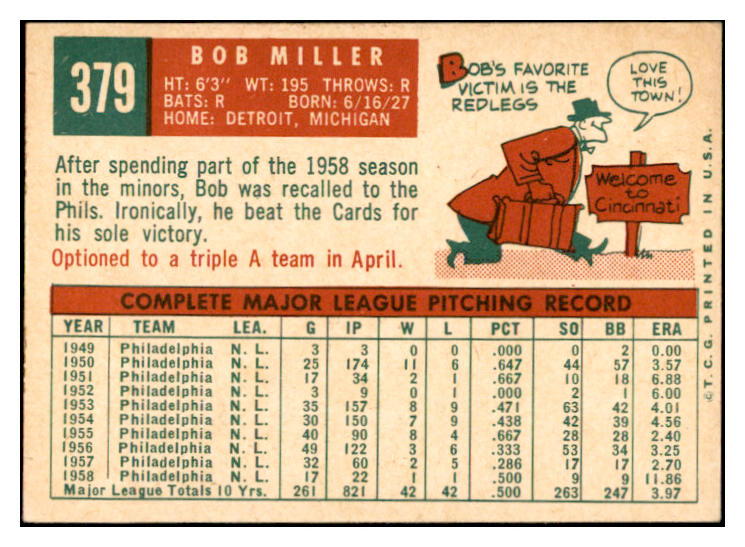 379
BOB MILLER
HT: 6'3" WT: 195 THROWS: R
BATS: R BORN: 6/16/27
HOME: DETROIT, MICHIGAN
BOB'S FAVORITE
VICTIM IS THE
REDLEGS
LOVE
THIS
TOWN!
Welcome
to
Cincinnati
After spending part of the 1958 season
in the minors, Bob was recalled to the
Phils. Ironically, he beat the Cards for
his sole victory.
Optioned to a triple A team in April.
COMPLETE MAJOR LEAGUE PITCHING RECORD
YEAR TEAM LEA. G IP W L PCT SO BB ERA
1949 Philadelphia N. L. 3 3 0 0 .000 0 2 0.00
1950 Philadelphia N. L. 25 174 11 6 .647 44 57 3.57
1951 Philadelphia N. L. 17 34 2 1 .667 10 18 6.88
1952 Philadelphia N. L. 3 9 0 1 .000 2 1 6.00
1953 Philadelphia N. L. 35 157 8 9 .471 63 42 4.01
1954 Philadelphia N. L. 30 150 7 9 .438 42 39 4.56
1955 Philadelphia N. L. 40 90 8 4 .667 28 28 2.40
1956 Philadelphia N. L. 49 122 3 6 .333 53 34 3.25
1957 Philadelphia N. L. 32 60 2 5 .286 17 17 2.70
1958 Philadelphia N. L. 17 22 1 1 .500 9 9 11.86
Major League Totals 10 Yrs. 261 821 42 42 .500 263 247 3.97
© T. C. G. PRINTED IN U.S.A.